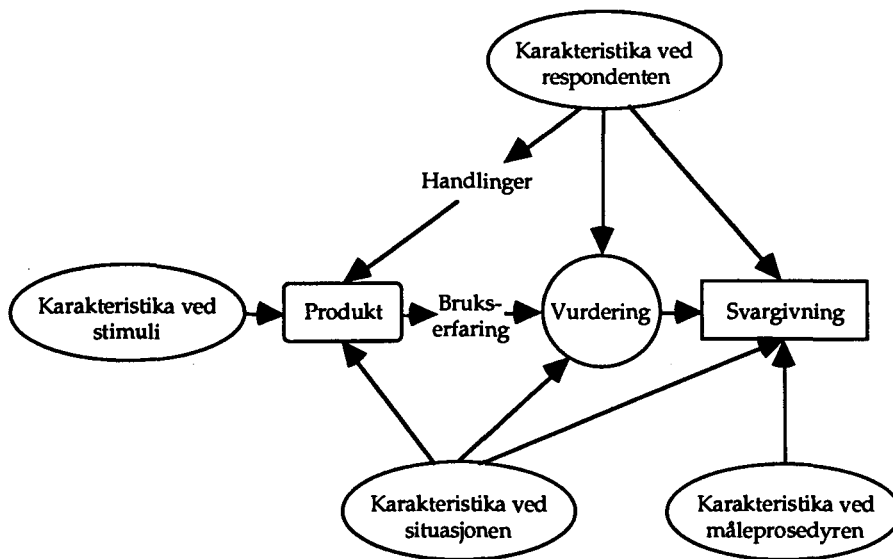 Karakteristika ved
respondenten
Handlinger
Karakteristika ved
stimuli
Produkt
Bruks-
erfaring
Vurdering
Svargivning
Karakteristika ved
situasjonen
Karakteristika ved
måleprosedyren